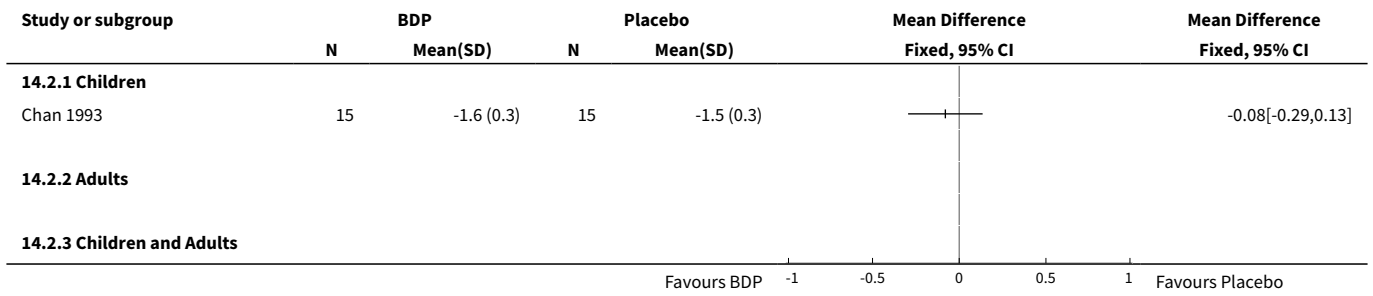 Study or subgroup BDP Placebo Mean Difference Mean Difference
N Mean(SD) N Mean(SD) Fixed, 95% CI Fixed, 95% CI
14.2.1 Children
Chan 1993 15 -1.6 (0.3) 15 -1.5 (0.3) -0.08[-0.29,0.13]
14.2.2 Adults
14.2.3 Children and Adults
Favours BDP -1 -0.5 0 0.5 1 Favours Placebo